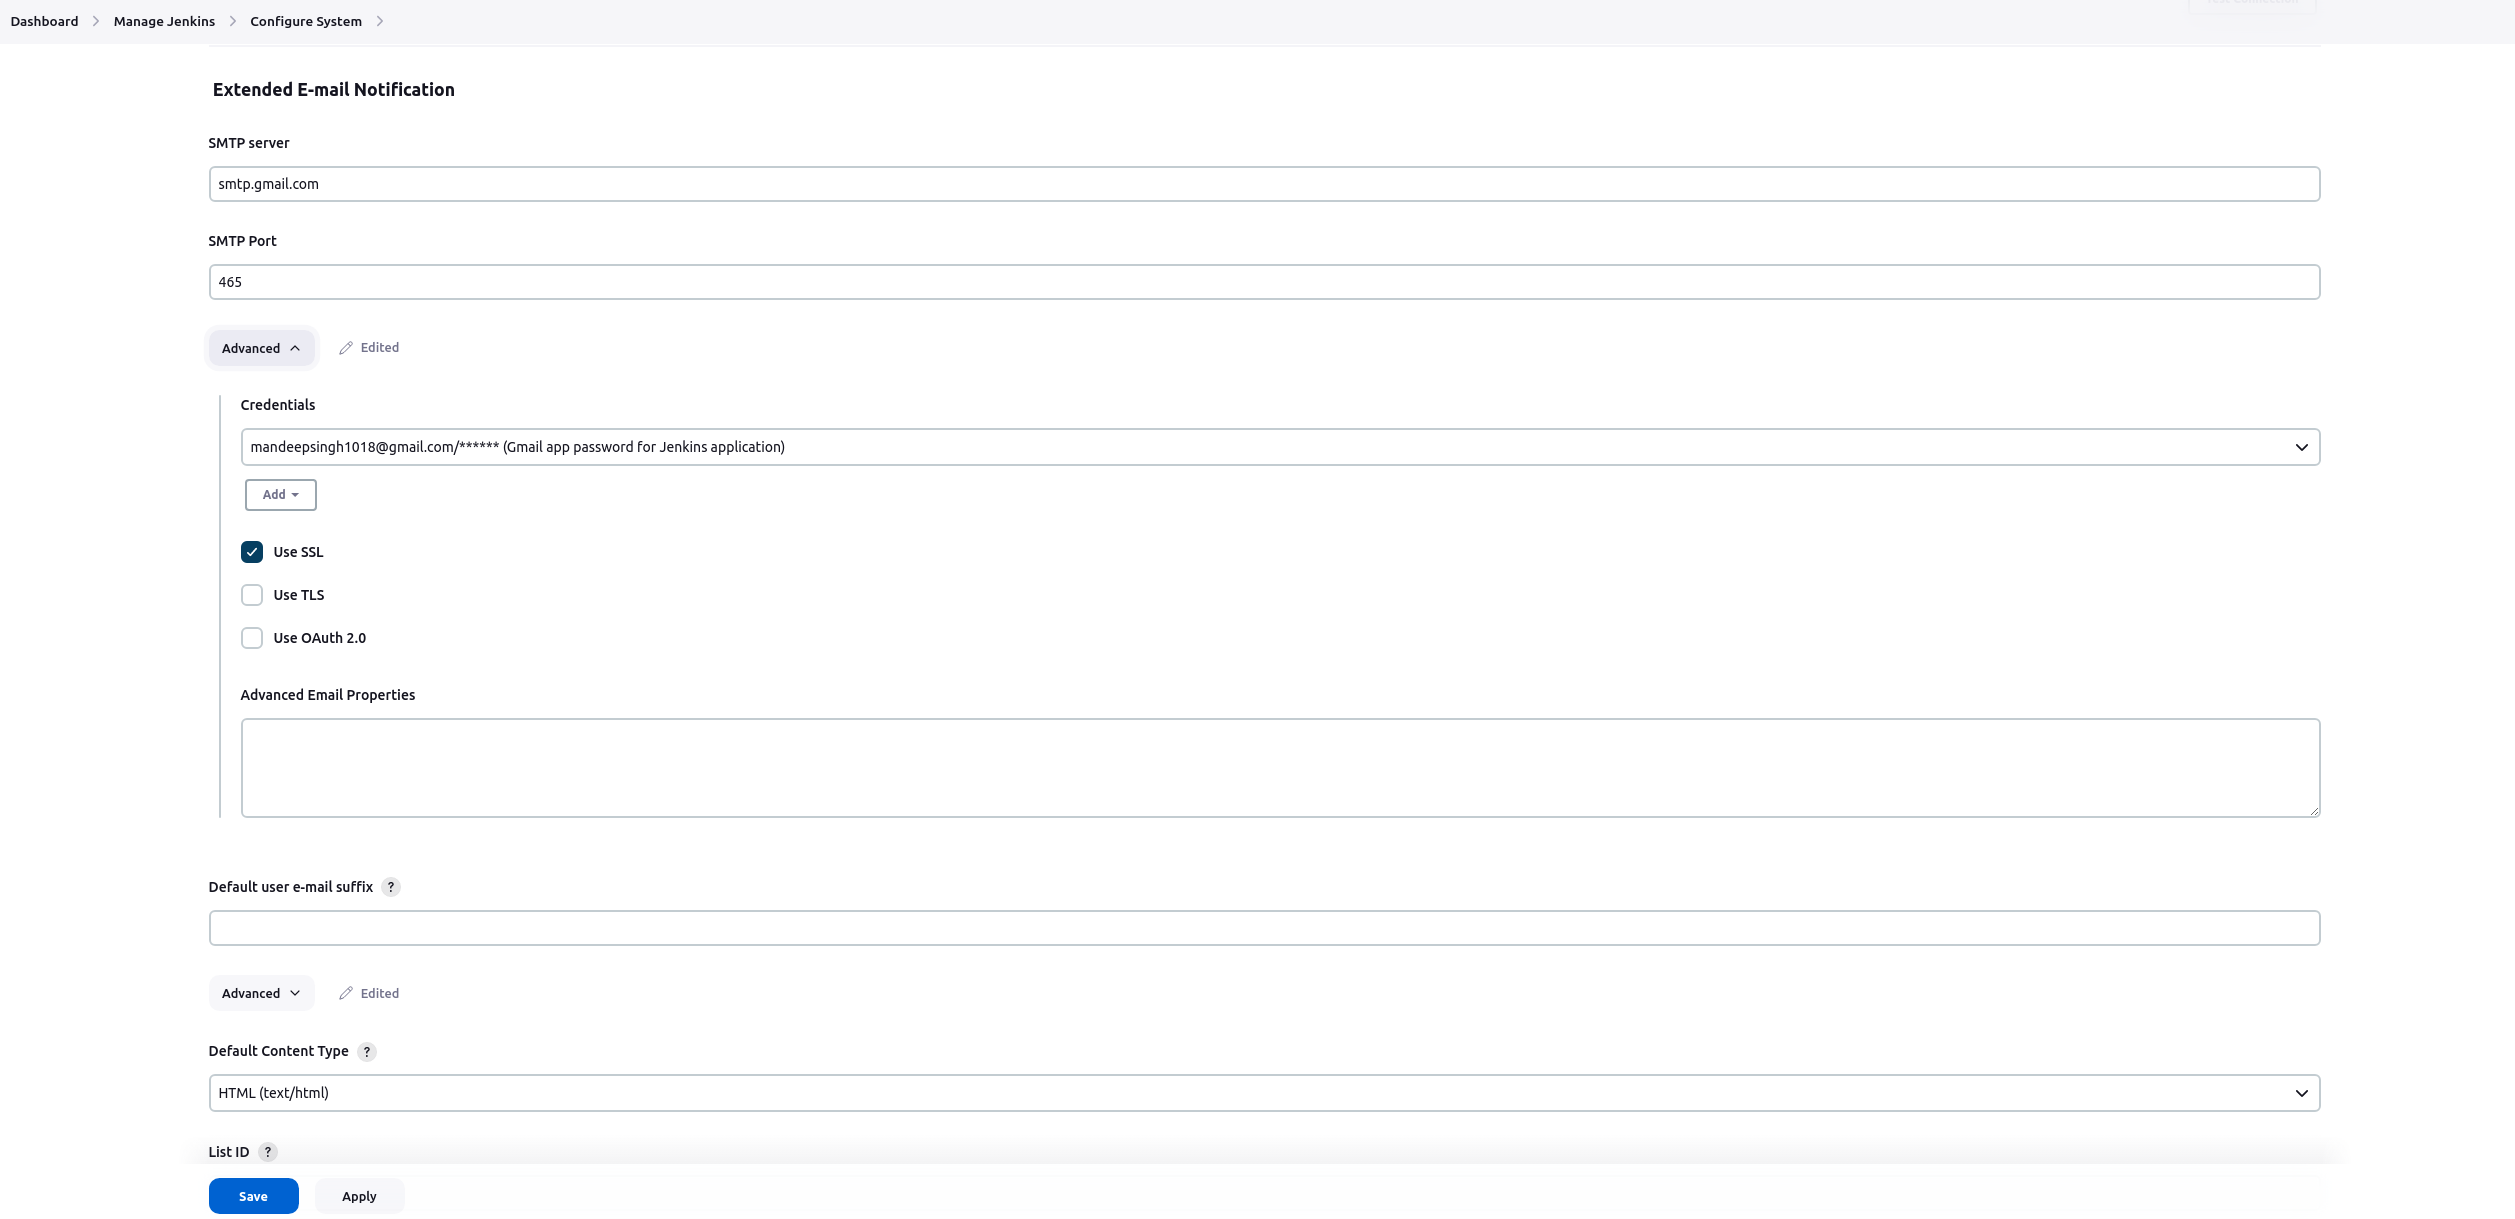 Dashboard > Manage Jenkins > Configure System >
Extended E-mail Notification
SMTP server
smtp.gmail.com
SMTP Port
465
Advanced Edited
Credentials
mandeepsingh1018@gmail.com/****** (Gmail app password for Jenkins application)
Add
Use SSL
Use TLS
Use OAuth 2.0
Advanced Email Properties
Default user e-mail suffix ?
Advanced Edited
Default Content Type ?
HTML (text/html)
List ID ?
Save Apply